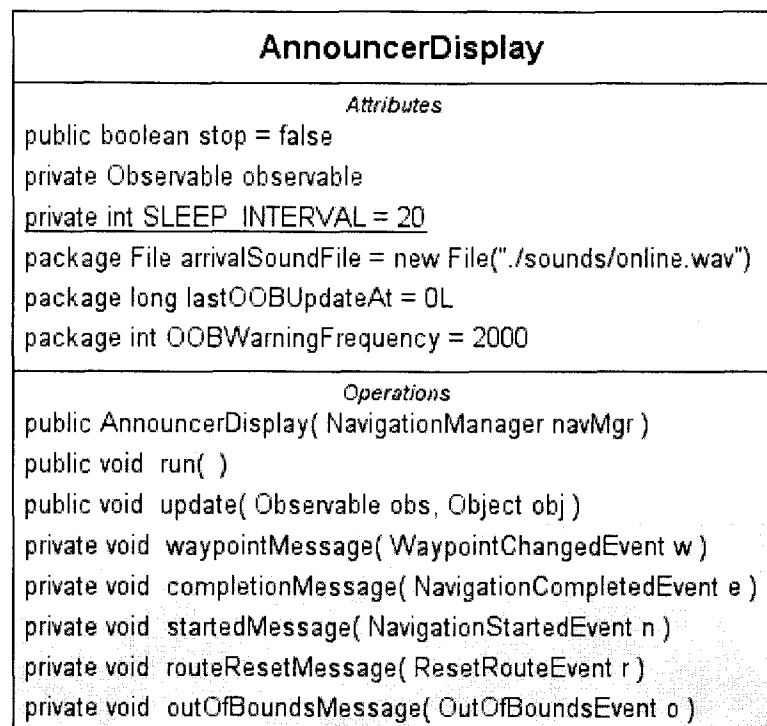 AnnouncerDisplay
Attributes
public boolean stop = false
private Observable observable
private int SLEEP_INTERVAL = 20
package File arrivalSoundFile = new File("./sounds/online.wav")
package long lastOOBUpdateAt = 0L
package int OOBWarningFrequency = 2000
Operations
public AnnouncerDisplay( NavigationManager navMgr )
public void run( )
public void update( Observable obs, Object obj )
private void waypointMessage( WaypointChangedEvent w )
private void completionMessage( NavigationCompletedEvent e )
private void startedMessage( NavigationStartedEvent n )
private void routeResetMessage( ResetRouteEvent r )
private void outOfBoundsMessage( OutOfBoundsEvent o )